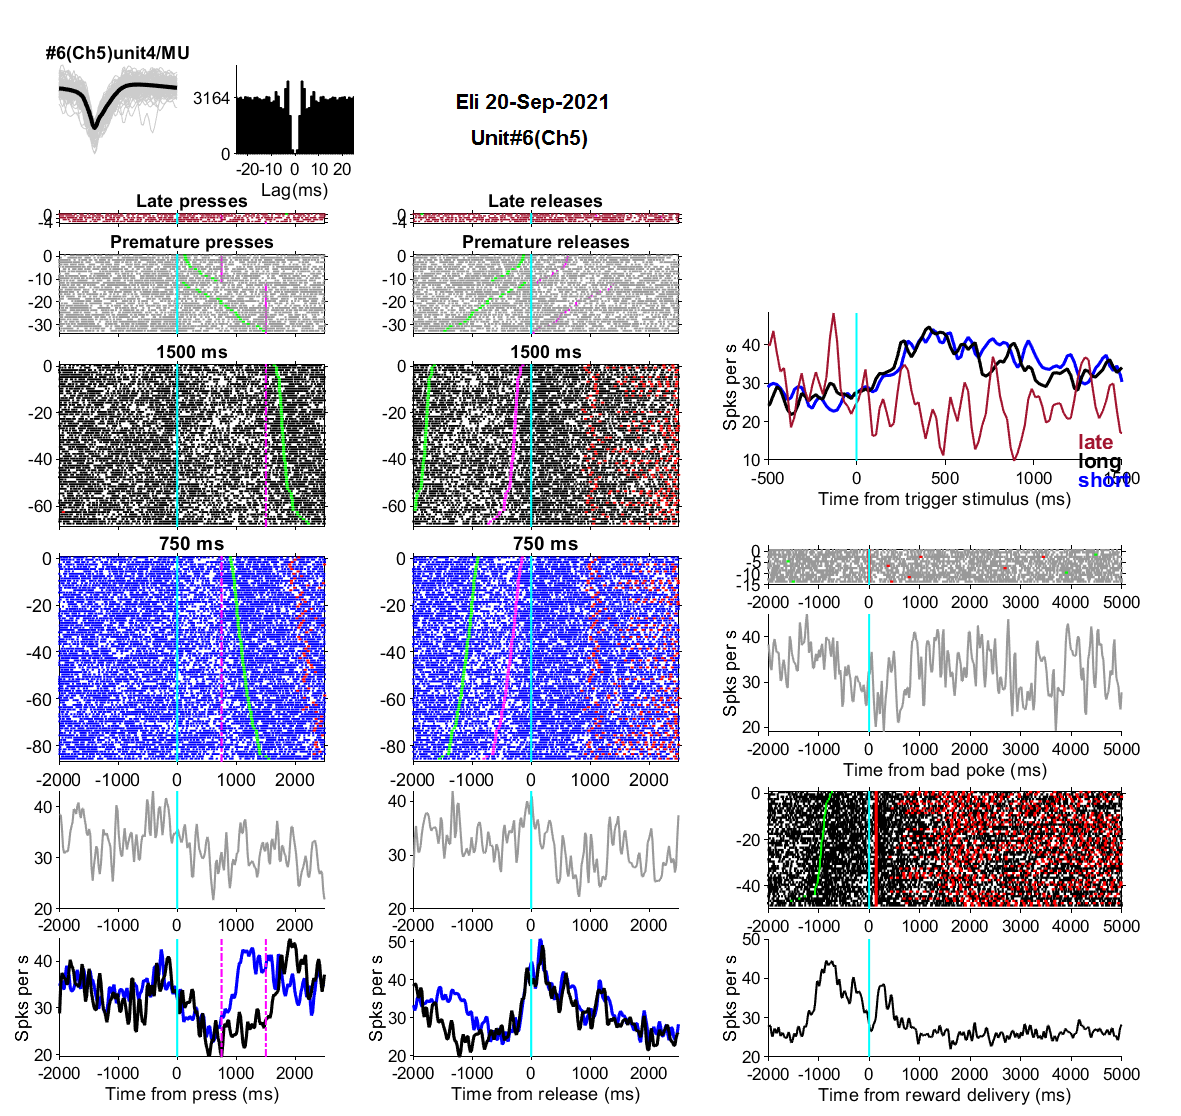 #6(Ch5)unit4/MU
3164
0
-20 -10 0 10 20
Lag(ms)
Eli 20-Sep-2021
Unit#6(Ch5)
Late presses
0
-4
Late releases
0
-4
Premature presses
0
-10
-20
-30
Premature releases
0
-10
-20
-30
1500 ms
0
-20
-40
-60
1500 ms
0
-20
-40
-60
750 ms
0
-20
-40
-60
-80
-2000 -1000 0 1000 2000
750 ms
0
-20
-40
-60
-80
-2000 -1000 0 1000 2000
40
30
20
-2000 -1000 0 1000 2000
40
30
20
-2000 -1000 0 1000 2000
Spks per s
40
30
20
-2000 -1000 0 1000 2000
Time from press (ms)
Spks per s
50
40
30
20
-2000 -1000 0 1000 2000
Time from release (ms)
Spks per s
40
30
20
10
late
long
short
-500 0 500 1000 1500
Time from trigger stimulus (ms)
0
-5
-10
-15
-2000 -1000 0 1000 2000 3000 4000 5000
Spks per s
40
30
20
-2000 -1000 0 1000 2000 3000 4000 5000
Time from bad poke (ms)
0
-20
-40
-2000 -1000 0 1000 2000 3000 4000 5000
Spks per s
50
40
30
20
-2000 -1000 0 1000 2000 3000 4000 5000
Time from reward delivery (ms)